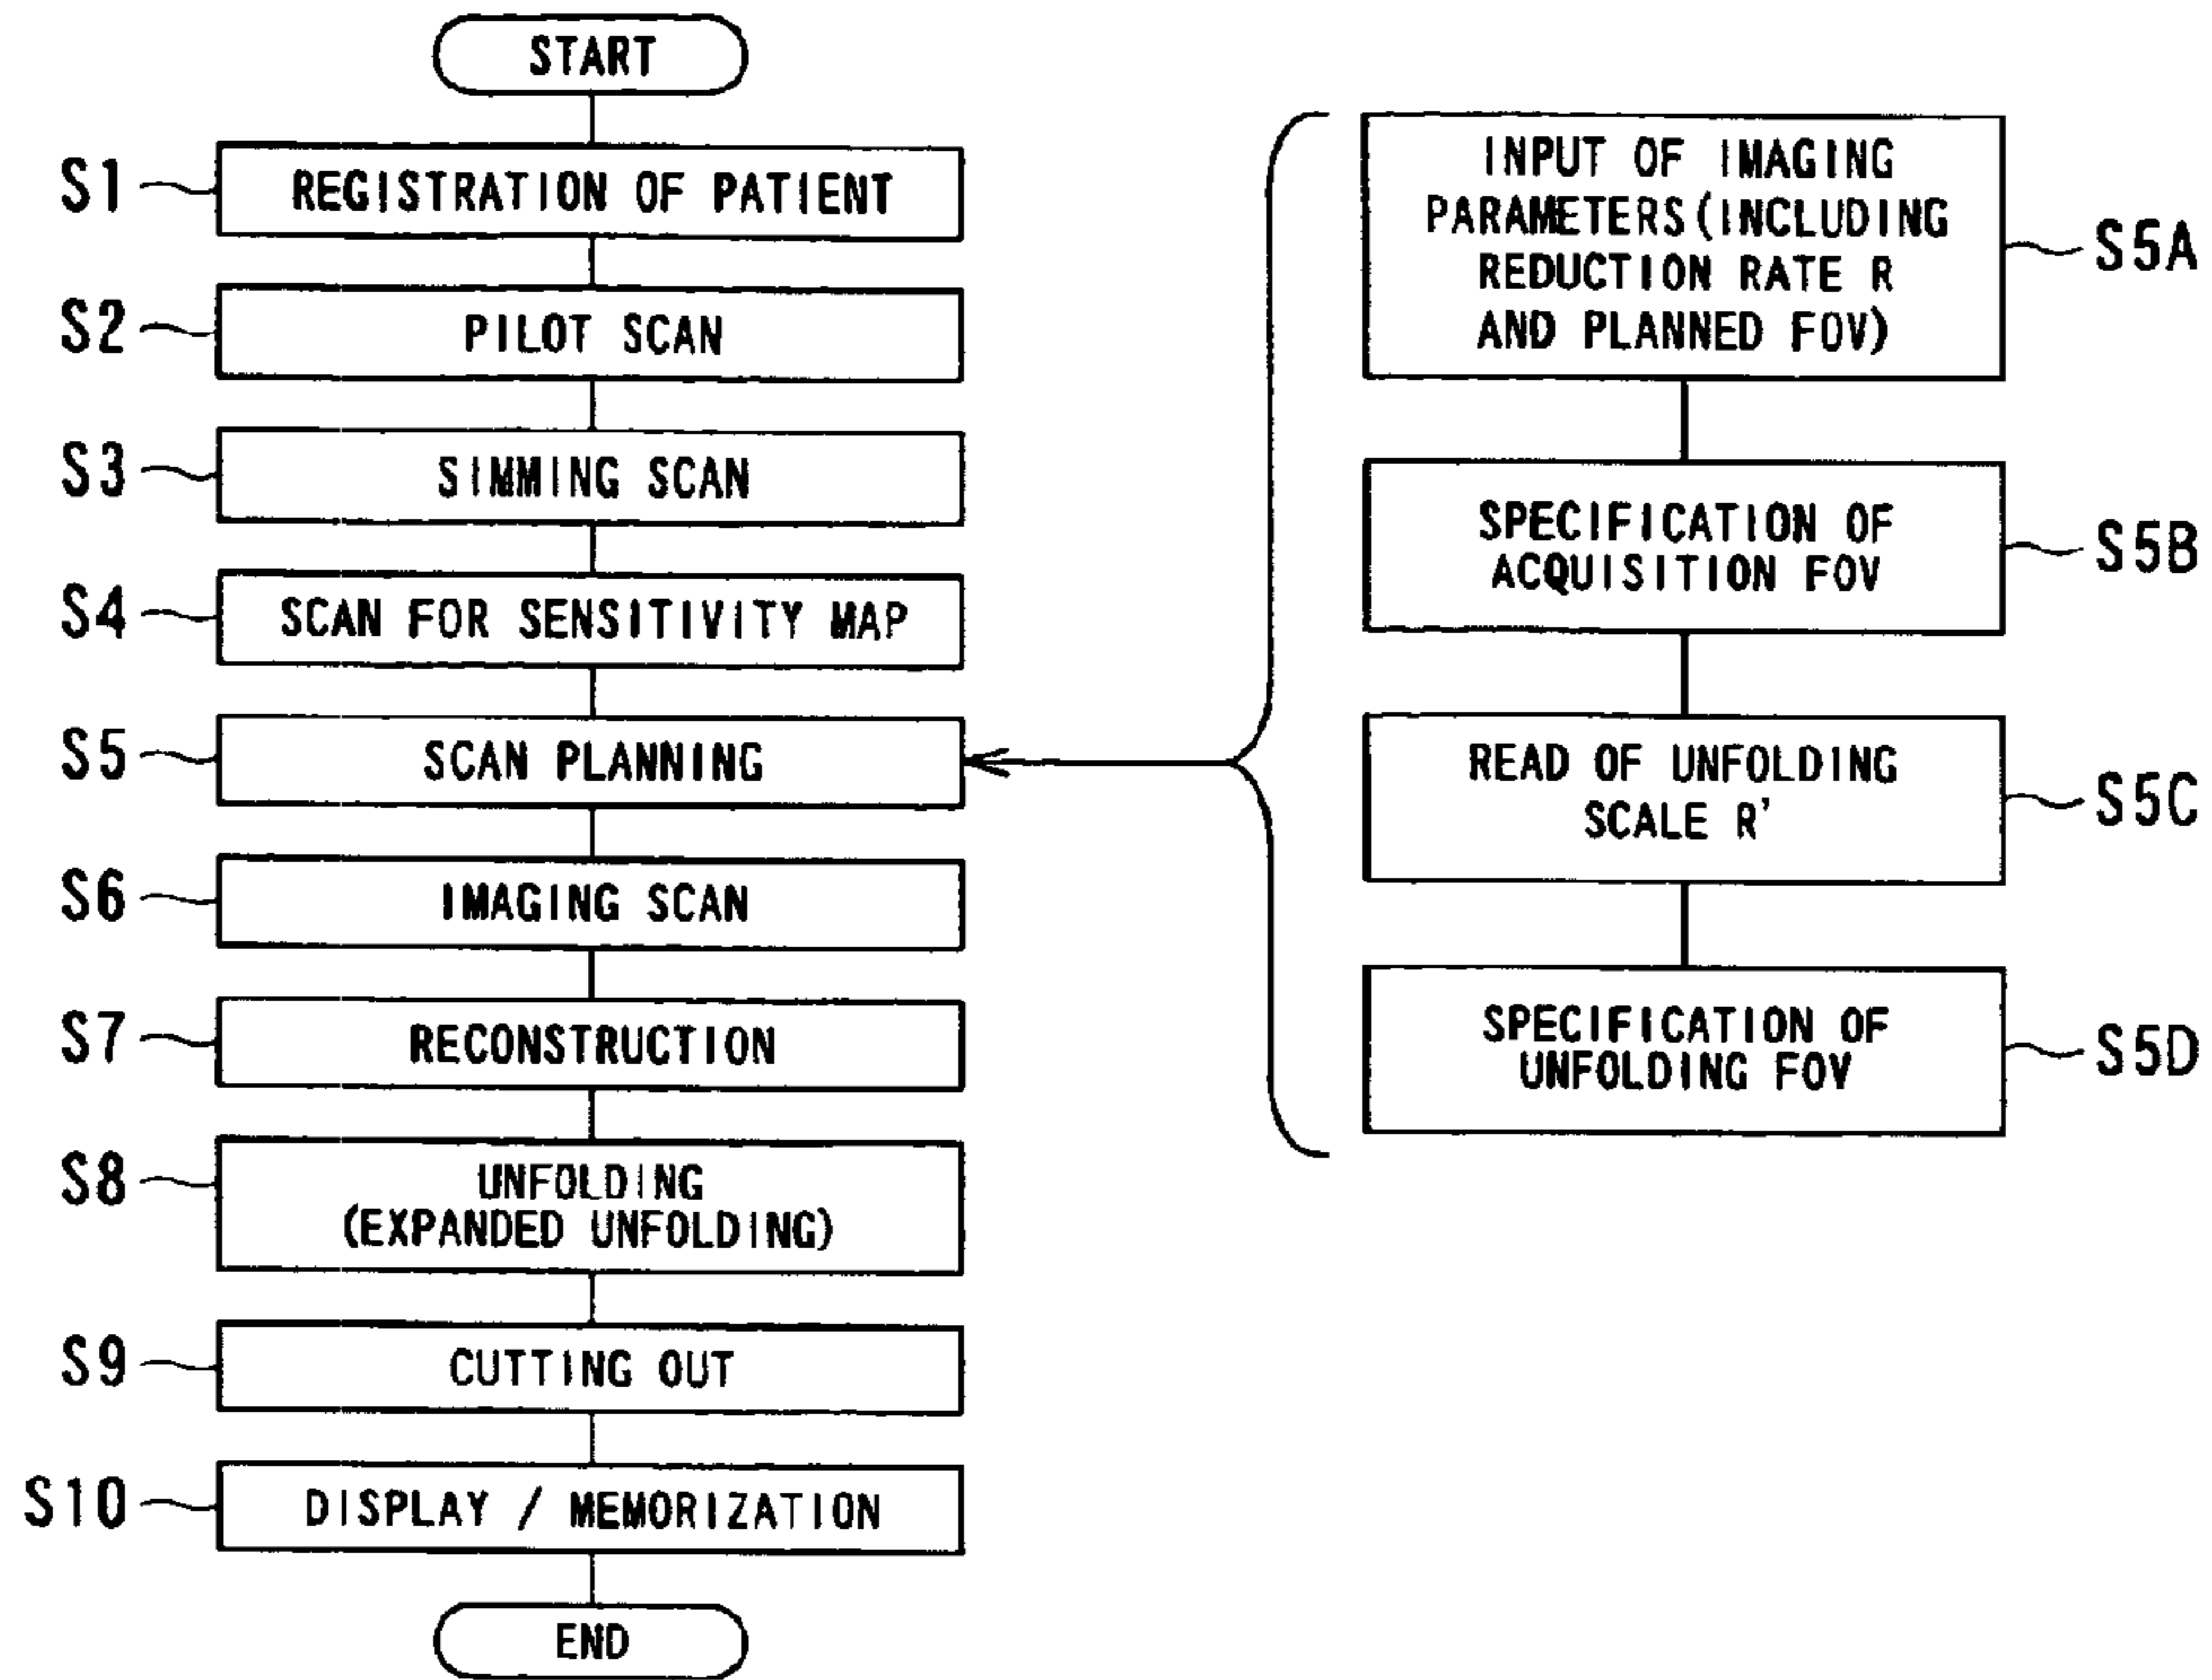 START
S1
REGISTRATION OF PATIENT
S2
PILOT SCAN
S3
SIMMING SCAN
S4
SCAN FOR SENSITIVITY MAP
S5
SCAN PLANNING
S6
IMAGING SCAN
S7
RECONSTRUCTION
S8
UNFOLDING
(EXPANDED UNFOLDING)
S9
CUTTING OUT
S10
DISPLAY / MEMORIZATION
END
INPUT OF IMAGING
PARAMETERS(INCLUDING
REDUCTION RATE R
AND PLANNED FOV)
S5A
SPECIFICATION OF
ACQUISITION FOV
S5B
READ OF UNFOLDING
SCALE R'
S5C
SPECIFICATION OF
UNFOLDING FOV
S5D